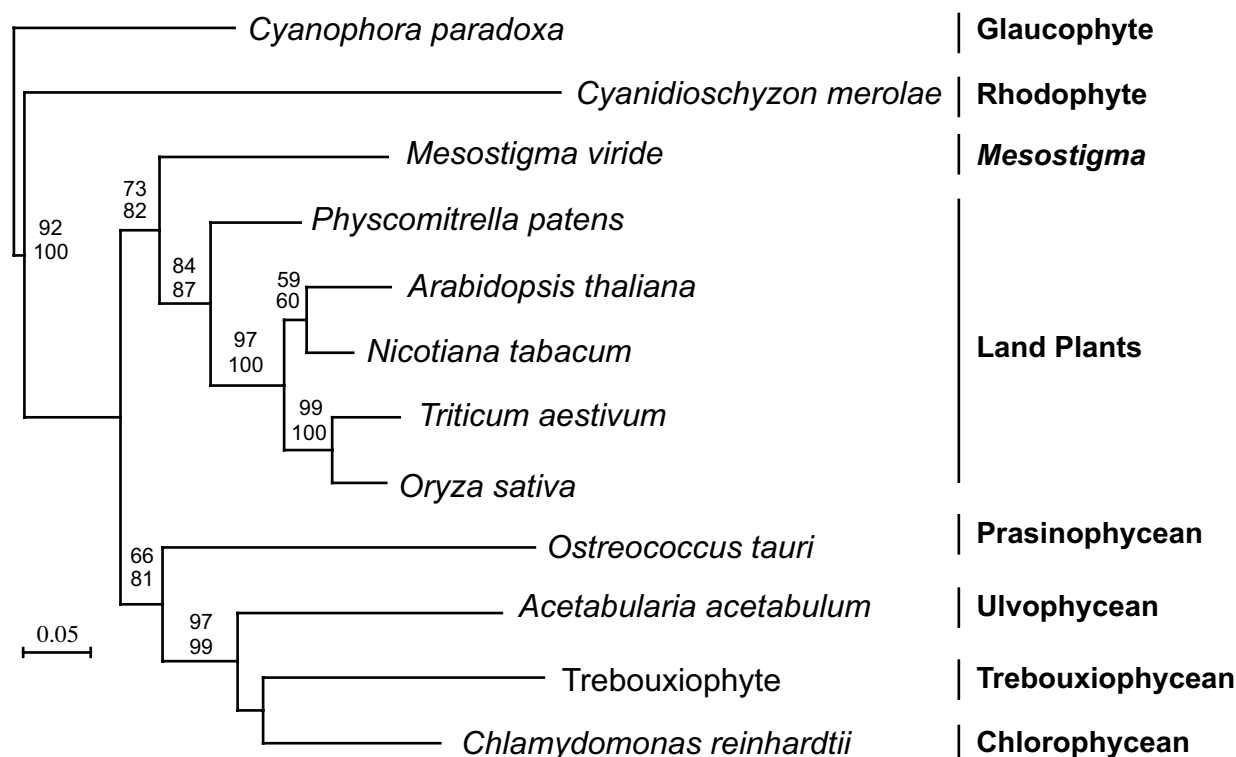 Cyanophora paradoxa Glaucophyte
Cyanidioschyzon merolae Rhodophyte
Mesostigma viride Mesostigma
73
82
Physcomitrella patens
92
100
84
87
59
60
Arabidopsis thaliana
97
100
Nicotiana tabacum
Land Plants
99
100
Triticum aestivum
Oryza sativa
Ostreococcus tauri Prasinophycean
66
81
Acetabularia acetabulum Ulvophycean
97
99
0.05
Trebouxiophyte Trebouxiophycean
Chlamydomonas reinhardtii Chlorophycean